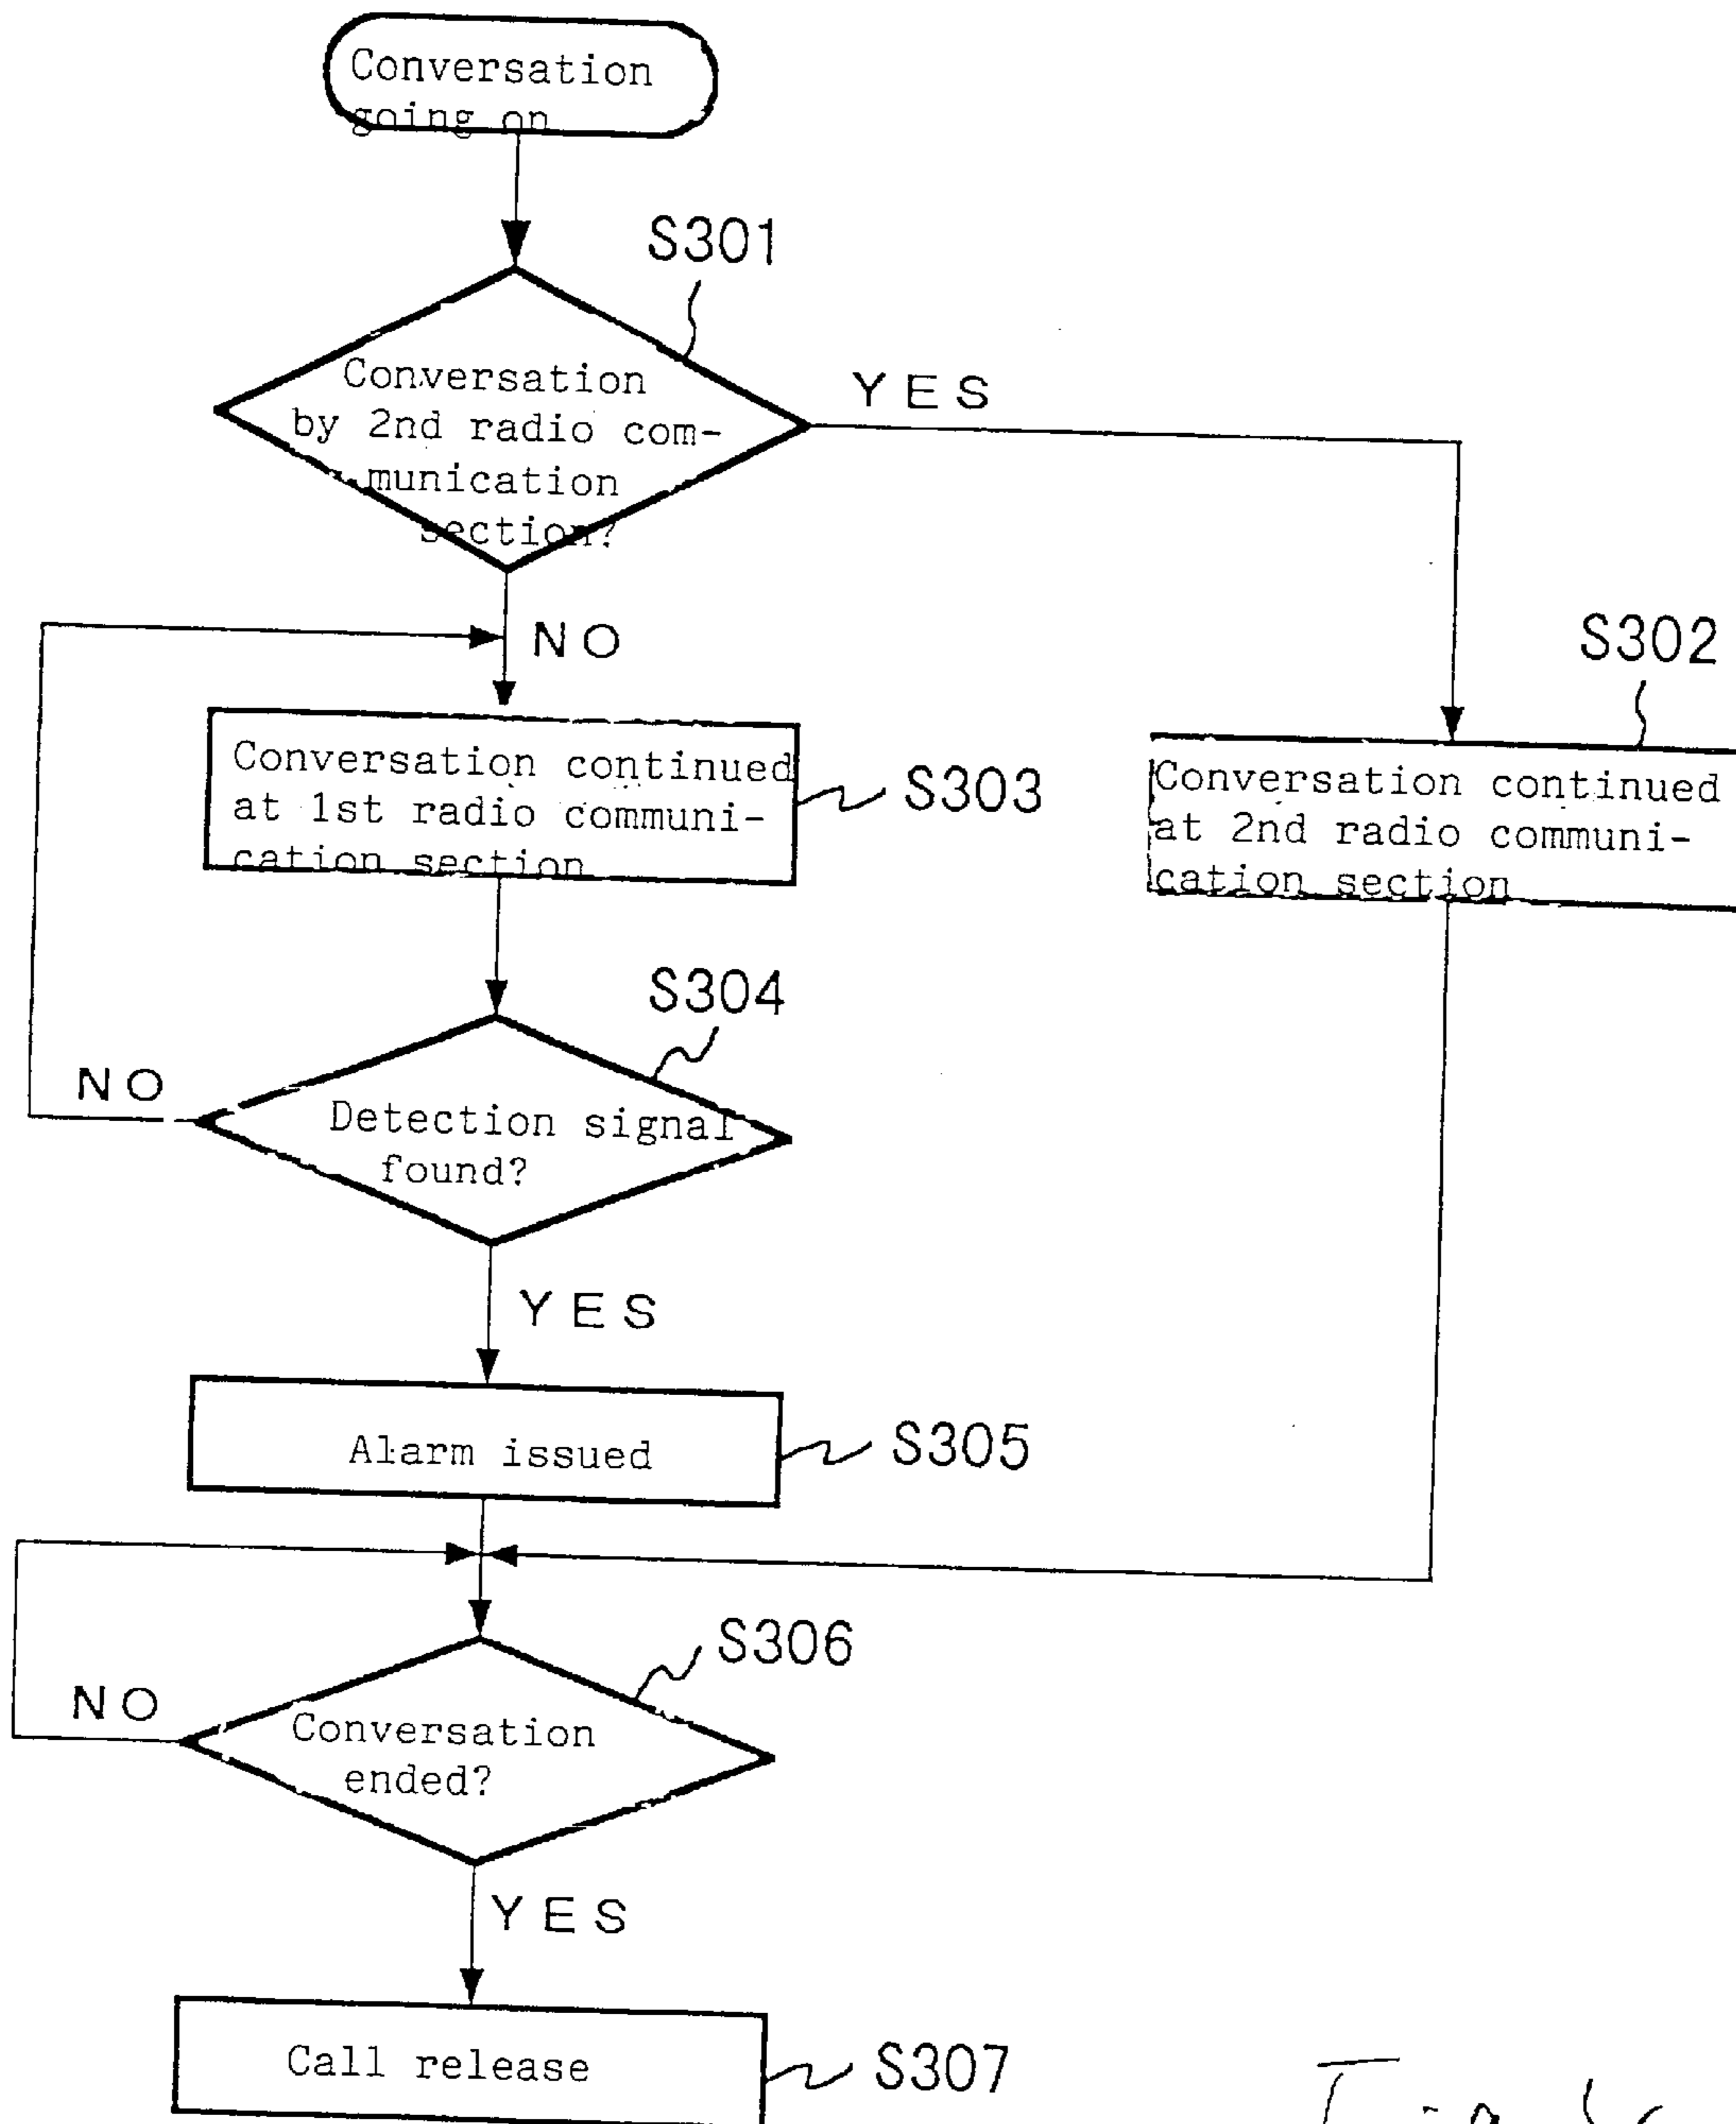 Conversation
going on
S301
Conversation
by 2nd radio com-
munication
section?
YES
NO
S302
Conversation continued
at 1st radio communi-
cation section
S303
Conversation continued
at 2nd radio communi-
cation section
S304
NO
Detection signal
found?
YES
Alarm issued
S305
S306
NO
Conversation
ended?
YES
Call release
S307